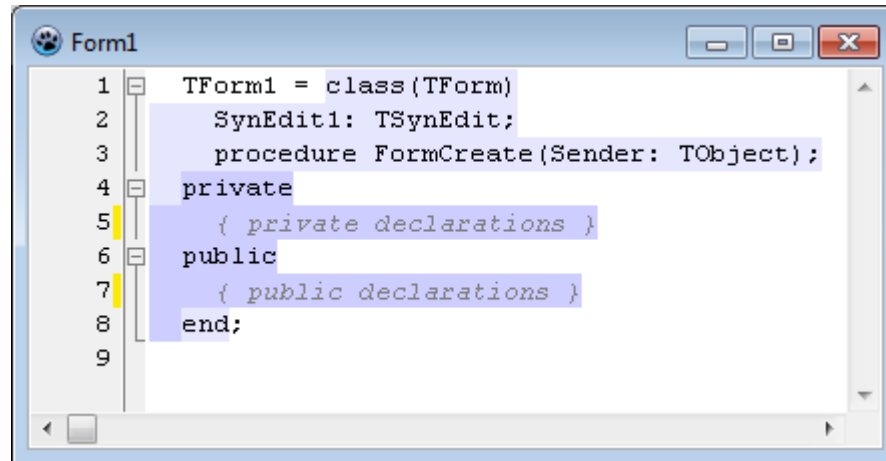 Form1
1 TForm1 = class(TForm)
2 SynEdit1: TSynEdit;
3 procedure FormCreate(Sender: TObject);
4 private
5 { private declarations }
6 public
7 { public declarations }
8 end;
9